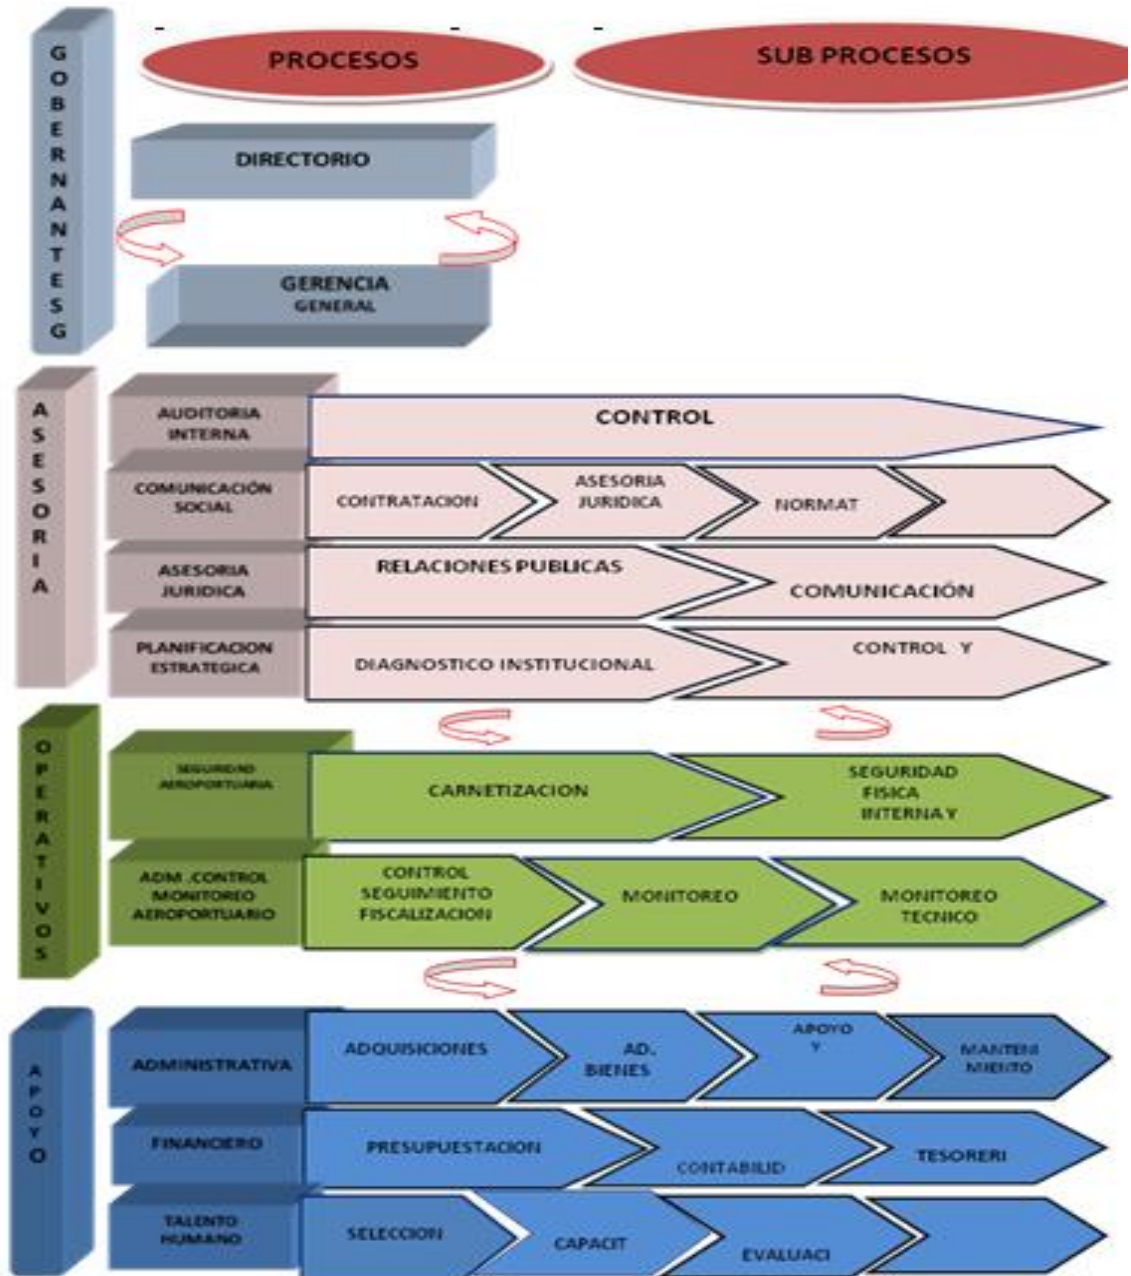 GOBERNANTESG
PROCESOS
SUB PROCESOS
DIRECTORIO
GERENCIA
GENERAL
ASESORIA
AUDITORIA
INTERNA
CONTROL
COMUNICACIÓN
SOCIAL
CONTRATACION
ASESORIA
JURIDICA
NORMAT
ASESORIA
JURIDICA
RELACIONES PUBLICAS
COMUNICACIÓN
PLANIFICACION
ESTRATEGICA
DIAGNOSTICO INSTITUCIONAL
CONTROL Y
OPERATIVOS
SEGURIDAD
AEROPORTUARIA
CARNETIZACION
SEGURIDAD
FISICA
INTERNA Y
ADM .CONTROL
MONITOREO
AEROPORTUARIO
CONTROL
SEGUIMIENTO
FISCALIZACION
MONITOREO
MONITOREO
TECNICO
APOYO
ADMINISTRATIVA
ADQUISICIONES
AD.
BIENES
APOYO
Y
MANTENI
MIENTO
FINANCIERO
PRESUPUESTACION
CONTABILID
TESORERI
TALENTO
HUMANO
SELECCION
CAPACIT
EVALUACI